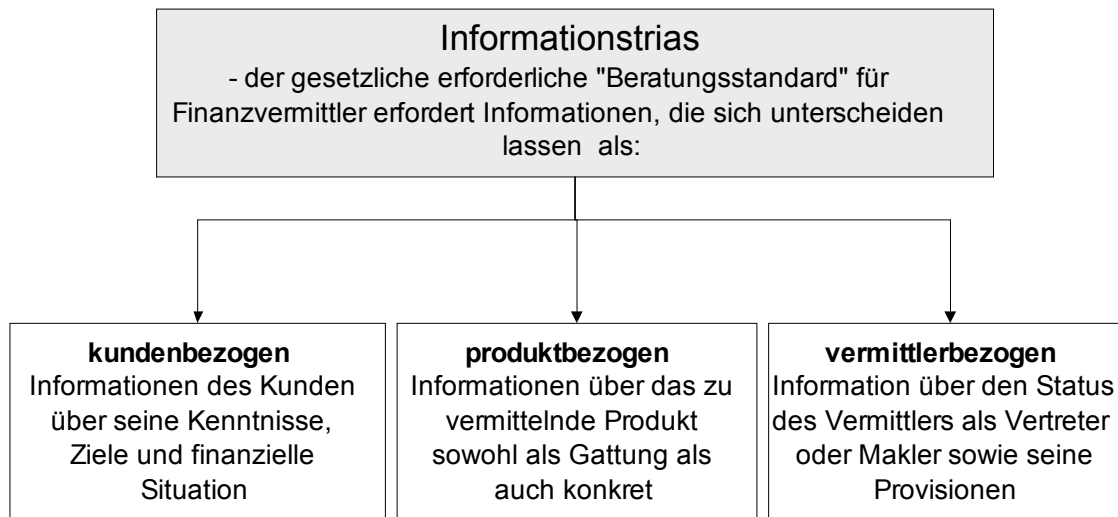 Informationstrias
- der gesetzliche erforderliche "Beratungsstandard" für
Finanzvermittler erfordert Informationen, die sich unterscheiden
lassen als:
kundenbezogen
Informationen des Kunden
über seine Kenntnisse,
Ziele und finanzielle
Situation
produktbezogen
Informationen über das zu
vermittelnde Produkt
sowohl als Gattung als
auch konkret
vermittlerbezogen
Information über den Status
des Vermittlers als Vertreter
oder Makler sowie seine
Provisionen